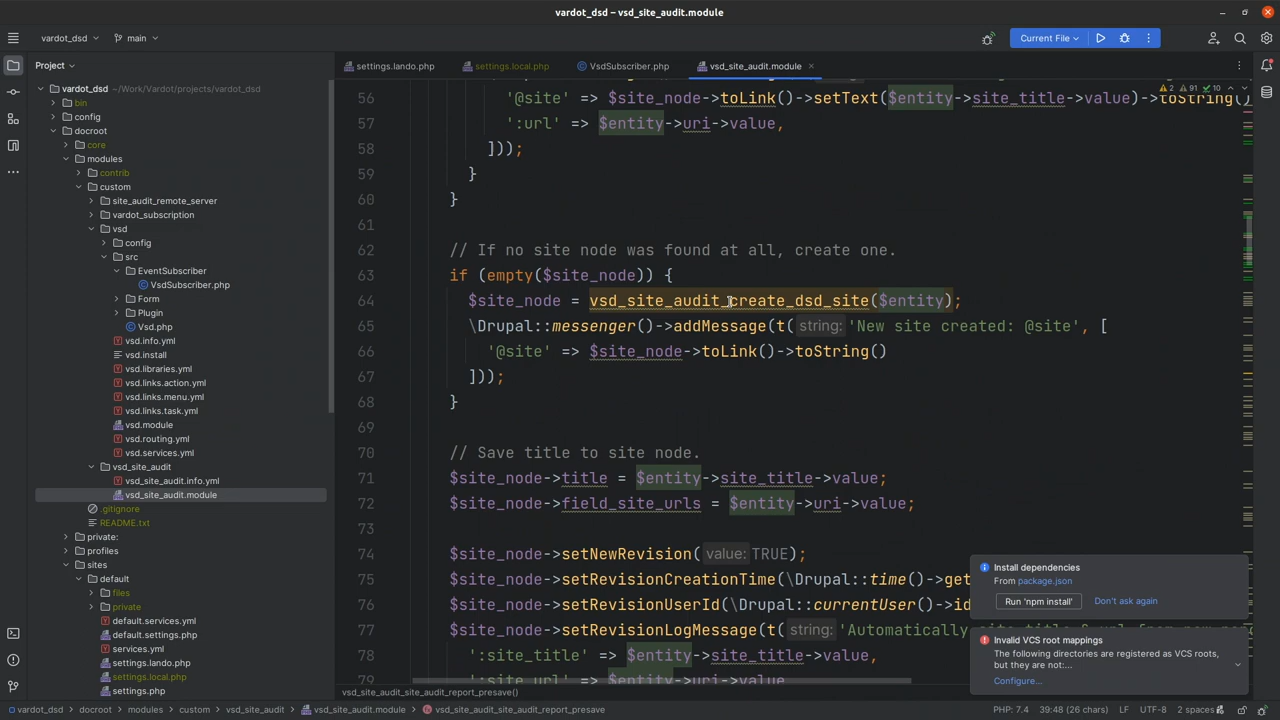 vardot_dsd – vsd_site_audit.module
vardot_dsd
main
Current File
Project
settings.lando.php
settings.local.php
VsdSubscriber.php
vsd_site_audit.module
vardot_dsd ~/Work/Vardot/projects/vardot_dsd
bin
config
docroot
core
modules
contrib
custom
site_audit_remote_server
vardot_subscription
vsd
config
src
EventSubscriber
VsdSubscriber.php
Form
Plugin
Vsd.php
vsd.info.yml
vsd.install
vsd.libraries.yml
vsd.links.action.yml
vsd.links.menu.yml
vsd.links.task.yml
vsd.module
vsd.routing.yml
vsd.services.yml
vsd_site_audit
vsd_site_audit.info.yml
vsd_site_audit.module
.gitignore
README.txt
private:
profiles
sites
default
files
private
default.services.yml
default.settings.php
services.yml
settings.lando.php
settings.local.php
settings.php
2 91 10
56 '@site' => $site_node->toLink()->setText($entity->site_title->value)->toString()
57 ':url' => $entity->uri->value,
58 ]));
59 }
60 }
61
62 // If no site node was found at all, create one.
63 if (empty($site_node)) {
64 $site_node = vsd_site_audit_create_dsd_site($entity);
65 \Drupal::messenger()->addMessage(t( string: 'New site created: @site', [
66 '@site' => $site_node->toLink()->toString()
67 ]));
68 }
69
70 // Save title to site node.
71 $site_node->title = $entity->site_title->value;
72 $site_node->field_site_urls = $entity->uri->value;
73
74 $site_node->setNewRevision( value: TRUE);
75 $site_node->setRevisionCreationTime(\Drupal::time()->get
76 $site_node->setRevisionUserId(\Drupal::currentUser()->id
77 $site_node->setRevisionLogMessage(t( string: 'Automatically
78 ':site_title' => $entity->site_title->value,
79 ':site_url' => $entity->uri->value
Install dependencies
From package.json
Run 'npm install' Don't ask again
Invalid VCS root mappings
The following directories are registered as VCS roots,
but they are not:...
Configure...
vsd_site_audit_site_audit_report_presave()
vardot_dsd > docroot > modules > custom > vsd_site_audit > vsd_site_audit.module > vsd_site_audit_site_audit_report_presave
PHP: 7.4 39:48 (26 chars) LF UTF-8 2 spaces